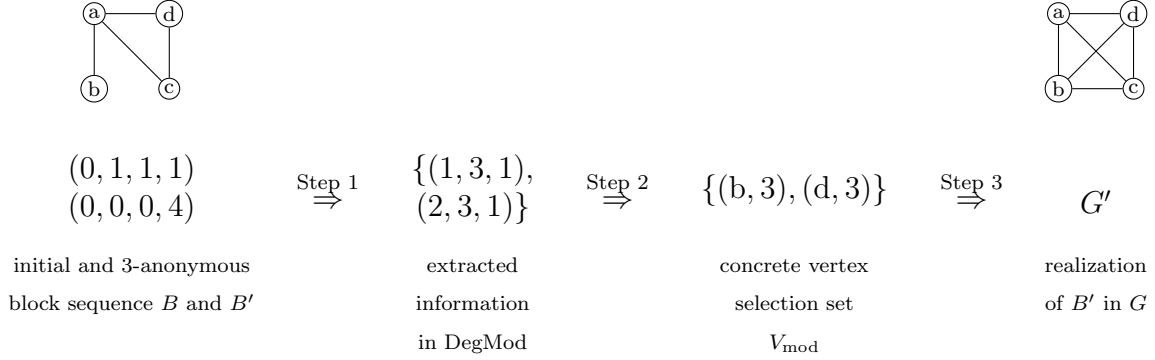 a d
b c
a d
b c
(0, 1, 1, 1)
(0, 0, 0, 4)
Step 1
⇒
{(1, 3, 1),
(2, 3, 1)}
Step 2
⇒
{(b, 3), (d, 3)}
Step 3
⇒
G′
initial and 3-anonymous
block sequence B and B′
extracted
information
in DegMod
concrete vertex
selection set
V_mod
realization
of B′ in G